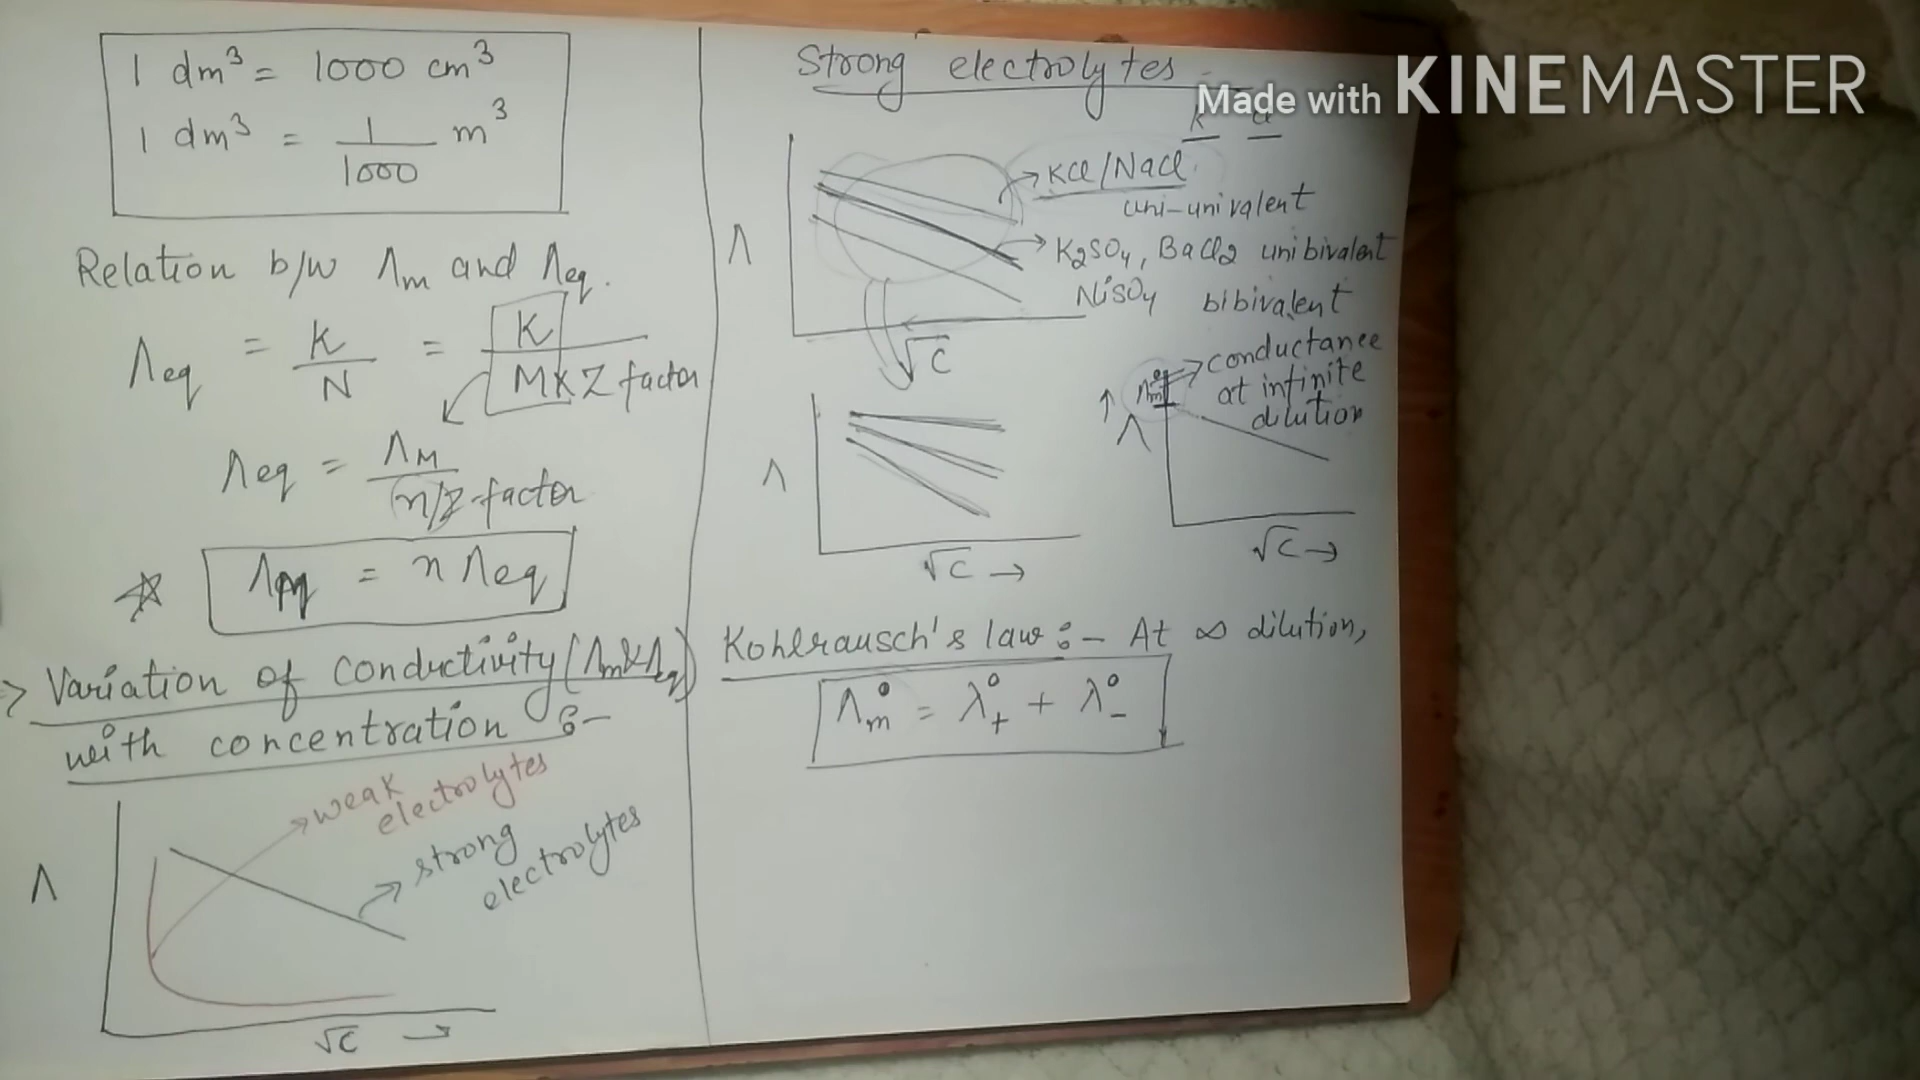 1 dm³ = 1000 cm³
1 dm³ = 1/1000 m³
Relation b/w Λm and Λeq.
Λeq = K/N = K/(M×Z factor)
Λeq = ΛM/(n/z-factor)
Λm = n Λeq
=> Variation of conductivity (Λm & Λeq)
with concentration :-
weak
electrolytes
strong
electrolytes
Λ
√C →
Strong electrolytes
Made with KINEMASTER
KCl/NaCl
uni-univalent
Λ
K₂SO₄, BaCl₂ unibivalent
NiSO₄ bibivalent
√C
Λ°m → conductance
at infinite
dilution
↑ Λ
Λ
√C →
√C →
Kohlrausch's law :- At ∞ dilution,
Λ°m = λ°₊ + λ°₋